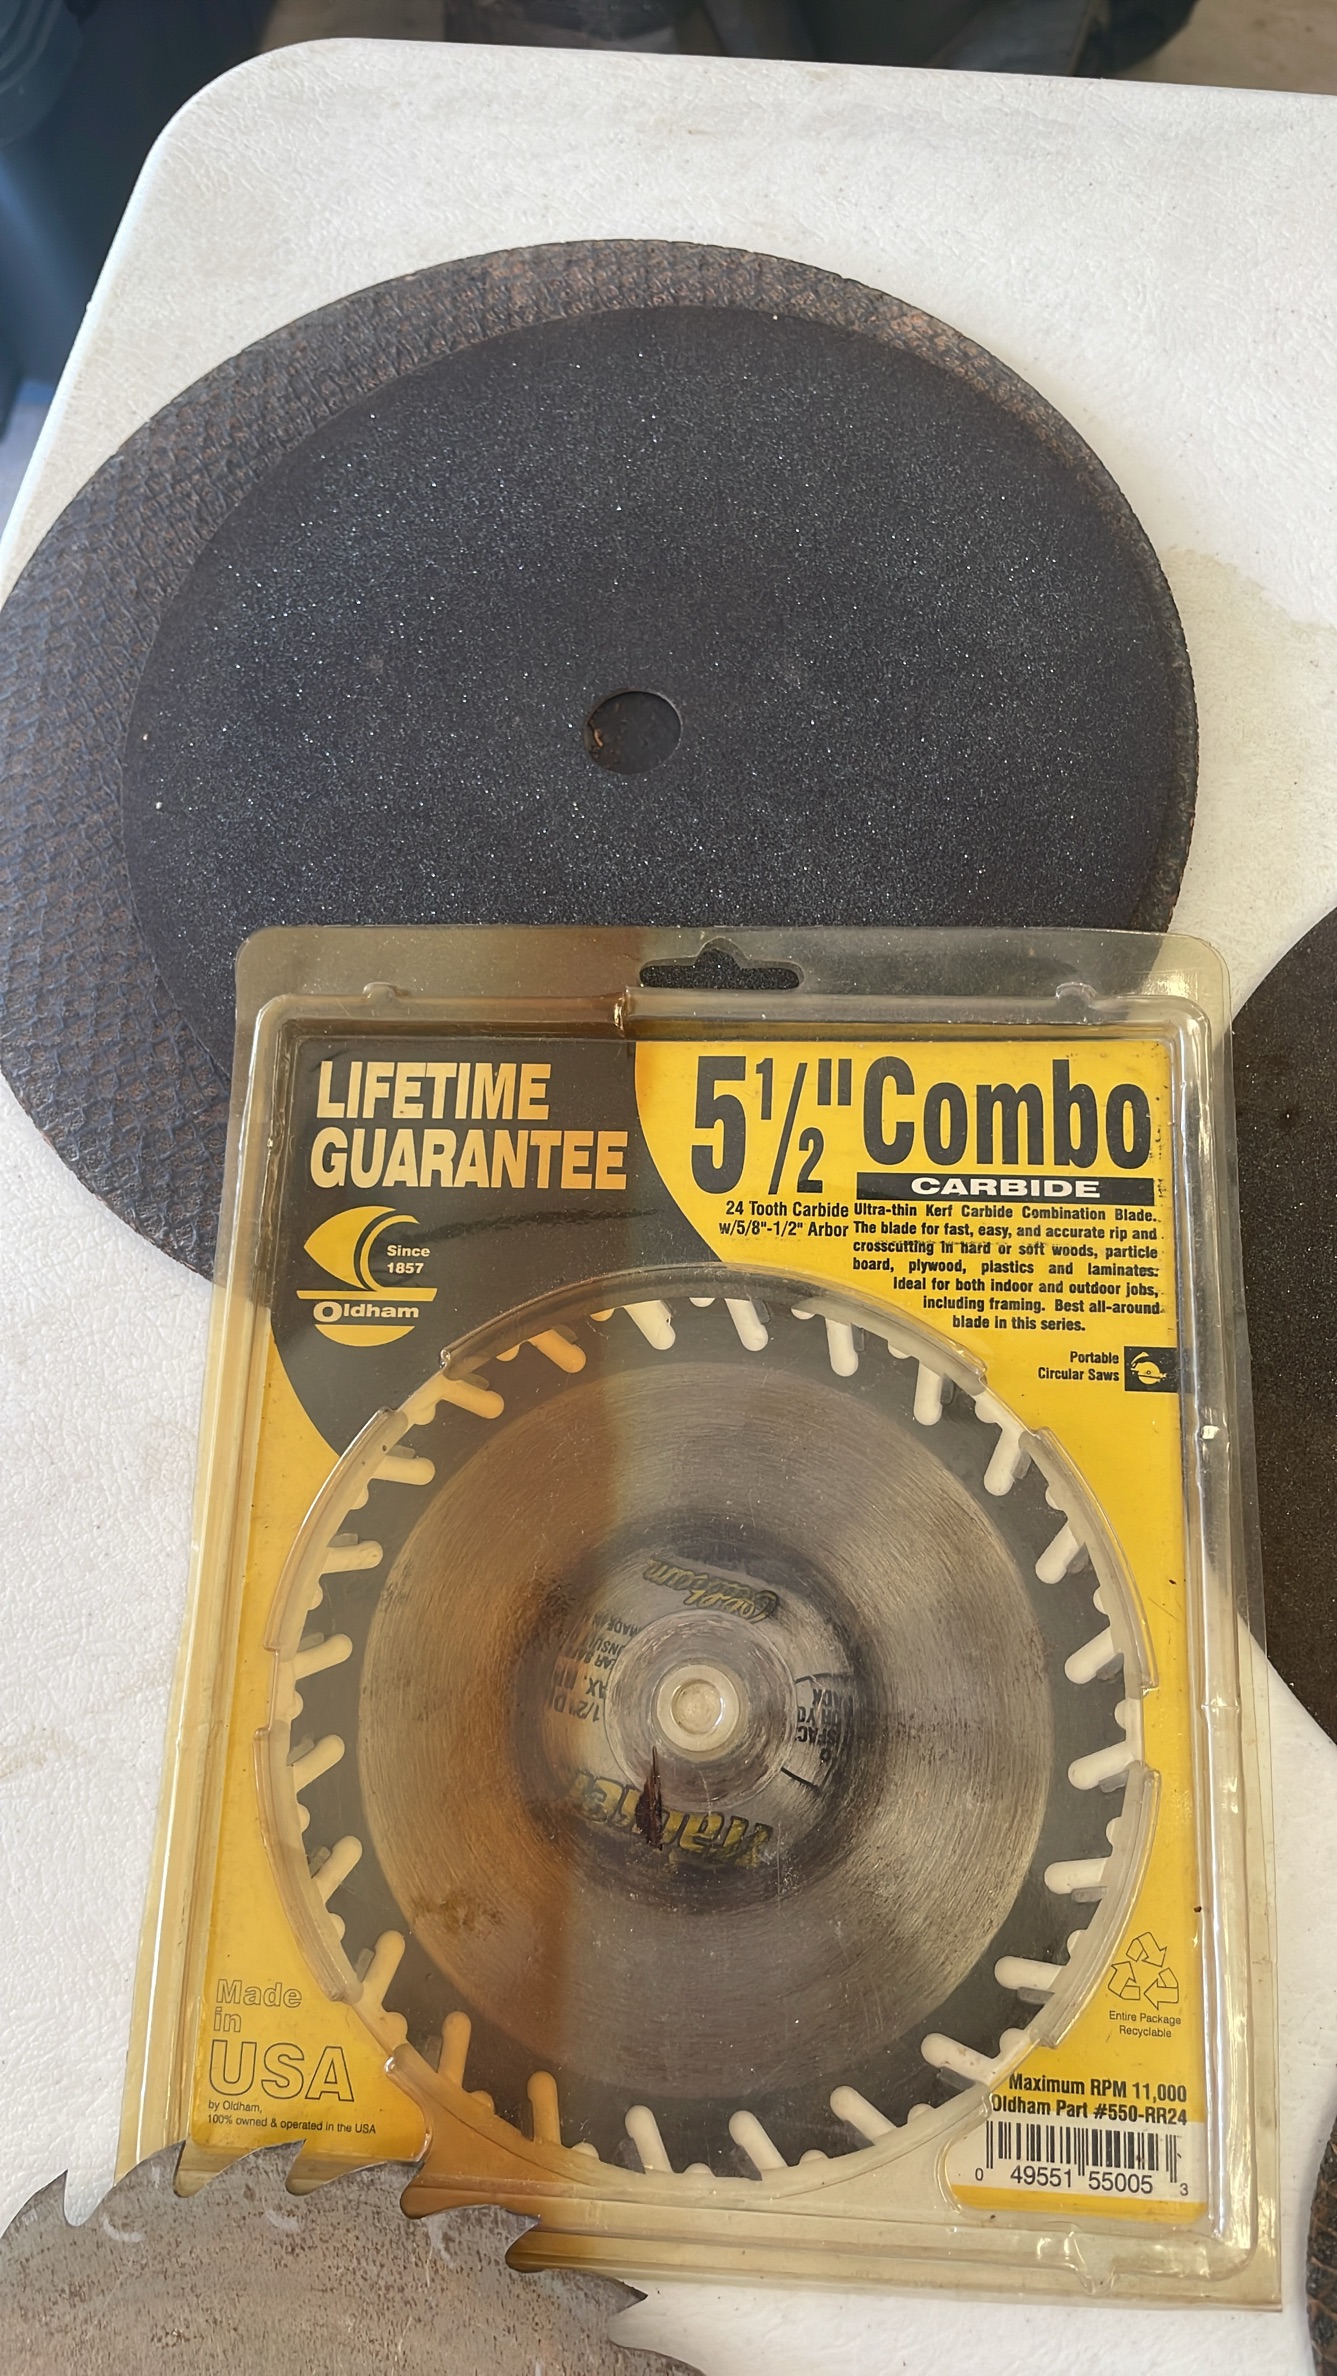 LIFETIME
GUARANTEE
Since
1857
Oldham
5 1/2" Combo
CARBIDE
24 Tooth Carbide
w/5/8"-1/2" Arbor
Ultra-thin Kerf Carbide Combination Blade.
The blade for fast, easy, and accurate rip and
crosscutting in hard or soft woods, particle
board, plywood, plastics and laminates.
Ideal for both indoor and outdoor jobs,
including framing. Best all-around
blade in this series.
Portable
Circular Saws
Oldham
Made
in
USA
by Oldham,
100% owned & operated in the USA
Entire Package
Recyclable
Maximum RPM 11,000
Oldham Part #550-RR24
0 49551 55005 3